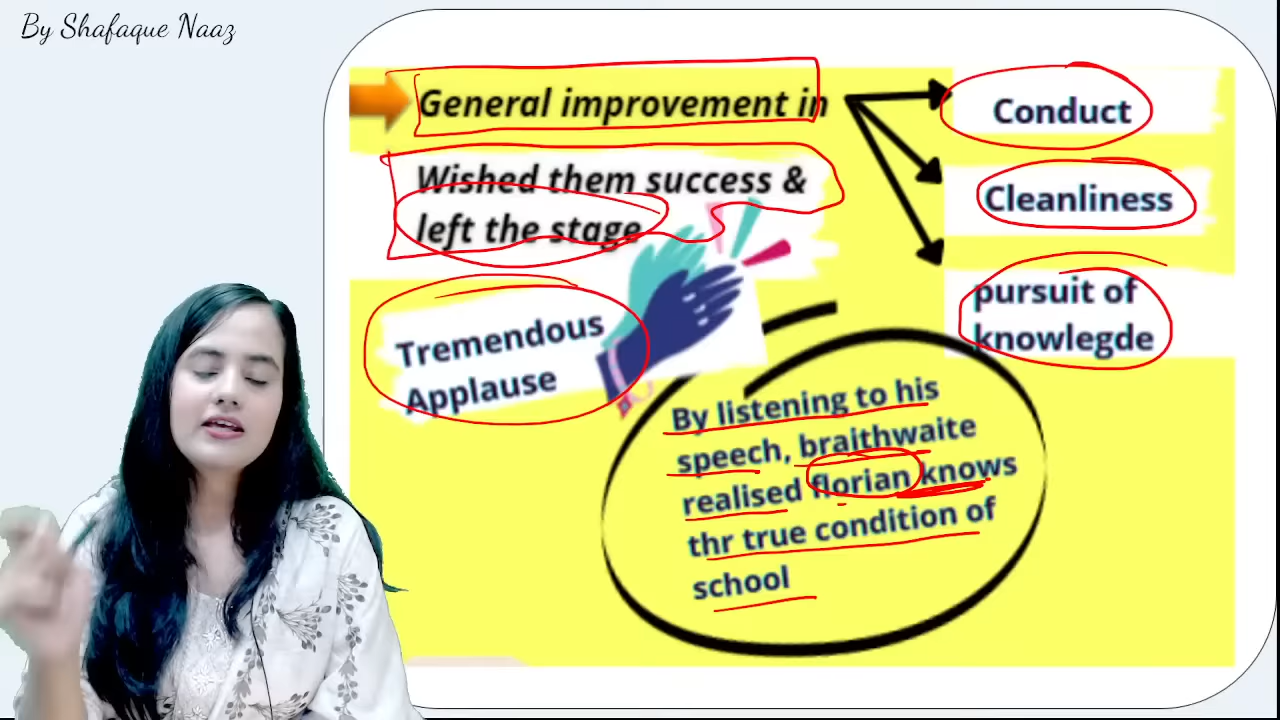 By Shafaque Naaz
General improvement in
Conduct
Cleanliness
pursuit of
knowlegde
Wished them success &
left the stage
Tremendous
Applause
By listening to his
speech, braithwaite
realised florian knows
thr true condition of
school